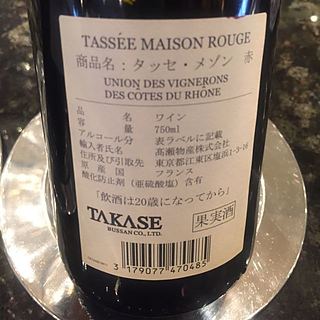 TASSÉE MAISON ROUGE
商品名：タッセ・メゾン 赤
UNION DES VIGNERONS
DES CÔTES DU RHÔNE
品 名 ワイン
容 量 750ml
アルコール分 表ラベルに記載
輸入者氏名 髙瀬物産株式会社
住所及び引取先 東京都江東区塩浜1-3-16
原 産 国 フランス
酸化防止剤（亜硫酸塩）含有
「飲酒は20歳になってから」
TAKASE
BUSSAN CO., LTD.
果実酒
3 179077 470485